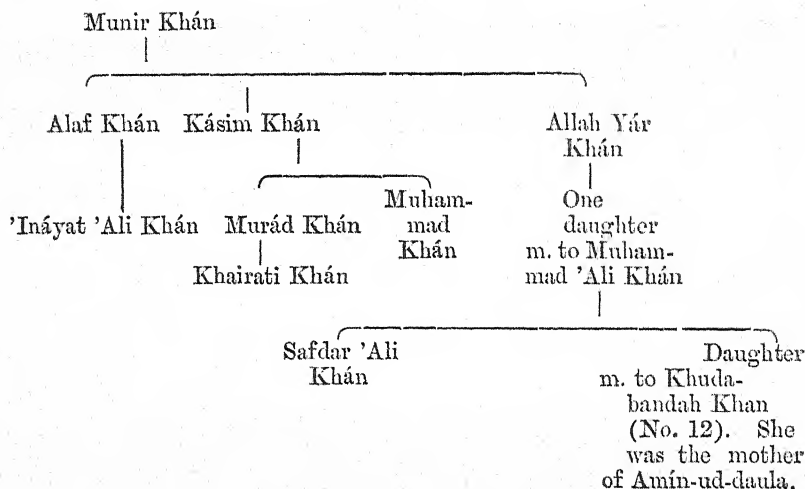 Munir Khán
Alaf Khán Kásim Khán Allah Yár
Khán
'Ináyat 'Ali Khán Murád Khán Muham-
mad
Khán
Khairati Khán
One
daughter
m. to Muham-
mad 'Ali Khán
Safdar 'Ali
Khán
Daughter
m. to Khuda-
bandah Khan
(No. 12). She
was the mother
of Amín-ud-daula.